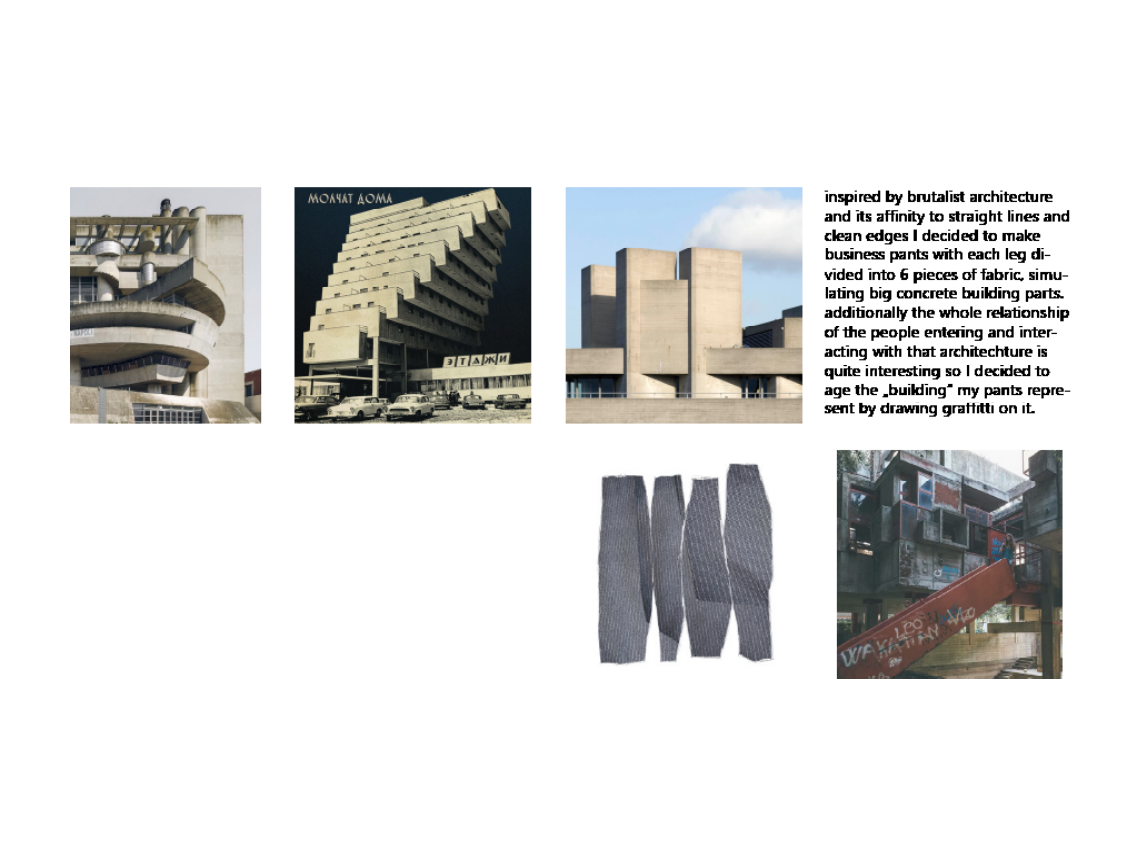 МОЛЧАТ ДОМА
ЭТАЖИ
NAPOLI
inspired by brutalist architecture
and its affinity to straight lines and
clean edges I decided to make
business pants with each leg di-
vided into 6 pieces of fabric, simu-
lating big concrete building parts.
additionally the whole relationship
of the people entering and inter-
acting with that architechture is
quite interesting so I decided to
age the „building“ my pants repre-
sent by drawing graffitti on it.
LEO